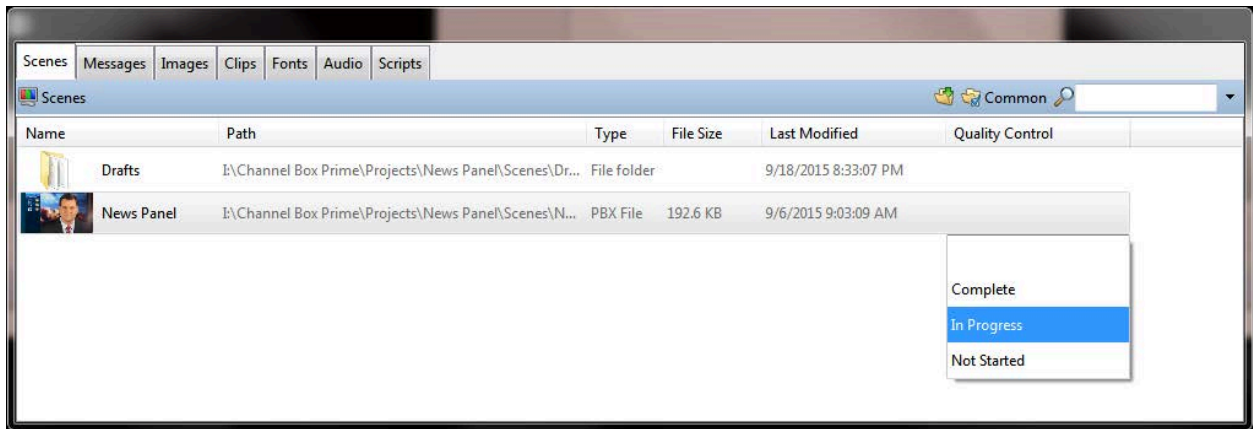 Scenes Messages Images Clips Fonts Audio Scripts
Scenes Common
Name Path Type File Size Last Modified Quality Control
Drafts I:\Channel Box Prime\Projects\News Panel\Scenes\Dr... File folder 9/18/2015 8:33:07 PM
News Panel I:\Channel Box Prime\Projects\News Panel\Scenes\N... PBX File 192.6 KB 9/6/2015 9:03:09 AM
Complete
In Progress
Not Started